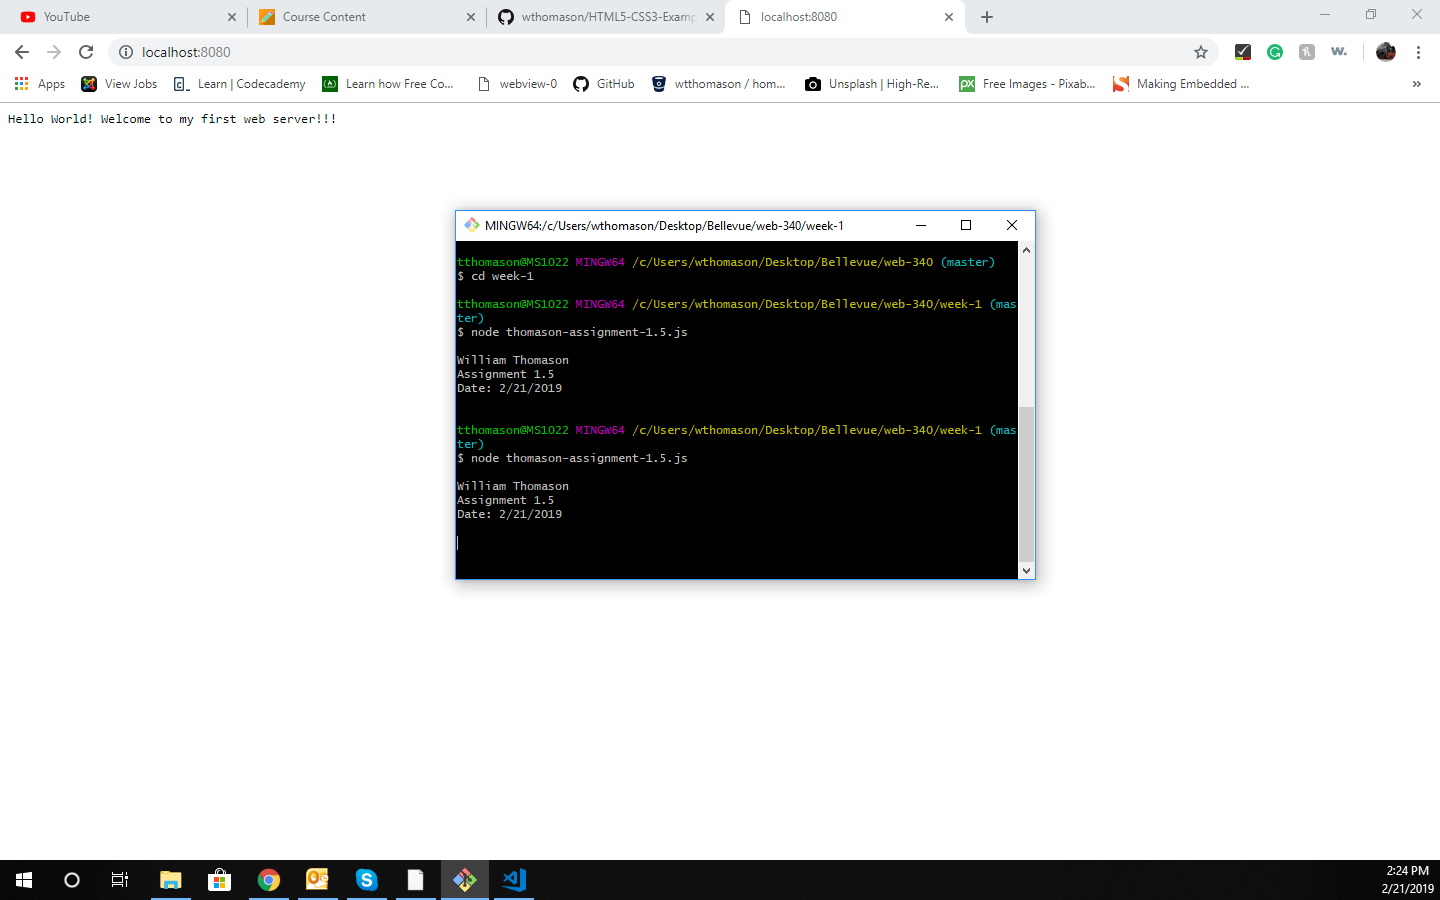 YouTube
Course Content
wthomason/HTML5-CSS3-Examp
localhost:8080
localhost:8080
Apps
View Jobs
Learn | Codecademy
Learn how Free Co...
webview-0
GitHub
wtthomason / hom...
Unsplash | High-Re...
Free Images - Pixab...
Making Embedded ...
»
Hello World! Welcome to my first web server!!!
MINGW64:/c/Users/wthomason/Desktop/Bellevue/web-340/week-1
tthomason@MS1022 MINGW64 /c/Users/wthomason/Desktop/Bellevue/web-340 (master)
$ cd week-1
tthomason@MS1022 MINGW64 /c/Users/wthomason/Desktop/Bellevue/web-340/week-1 (mas
ter)
$ node thomason-assignment-1.5.js
William Thomason
Assignment 1.5
Date: 2/21/2019
tthomason@MS1022 MINGW64 /c/Users/wthomason/Desktop/Bellevue/web-340/week-1 (mas
ter)
$ node thomason-assignment-1.5.js
William Thomason
Assignment 1.5
Date: 2/21/2019
2:24 PM
2/21/2019